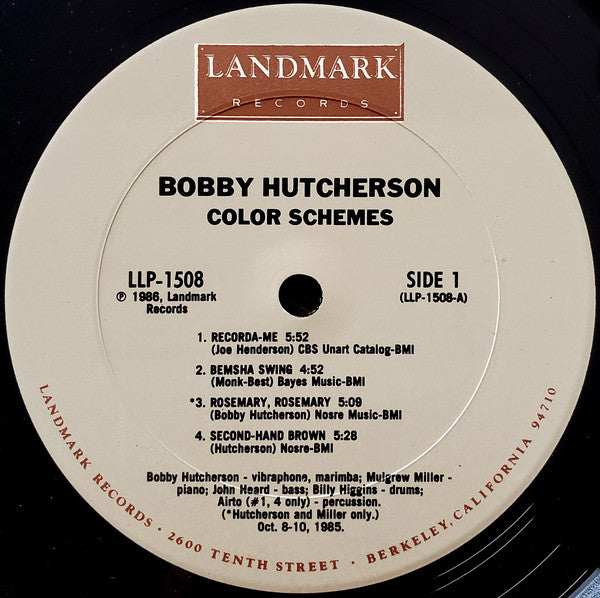 LANDMARK
RECORDS
BOBBY HUTCHERSON
COLOR SCHEMES
LLP-1508
℗ 1986, Landmark
Records
SIDE 1
(LLP-1508-A)
1. RECORDA-ME 5:52
(Joe Henderson) CBS Unart Catalog-BMI
2. BEMSHA SWING 4:52
(Monk-Best) Bayes Music-BMI
*3. ROSEMARY, ROSEMARY 5:09
(Bobby Hutcherson) Nosre Music-BMI
4. SECOND-HAND BROWN 5:28
(Hutcherson) Nosre-BMI
Bobby Hutcherson - vibraphone, marimba; Mulgrew Miller -
piano; John Heard - bass; Billy Higgins - drums;
Airto (#1, 4 only) - percussion.
(*Hutcherson and Miller only.)
Oct. 8-10, 1985.
LANDMARK RECORDS • 2600 TENTH STREET • BERKELEY, CALIFORNIA 94710